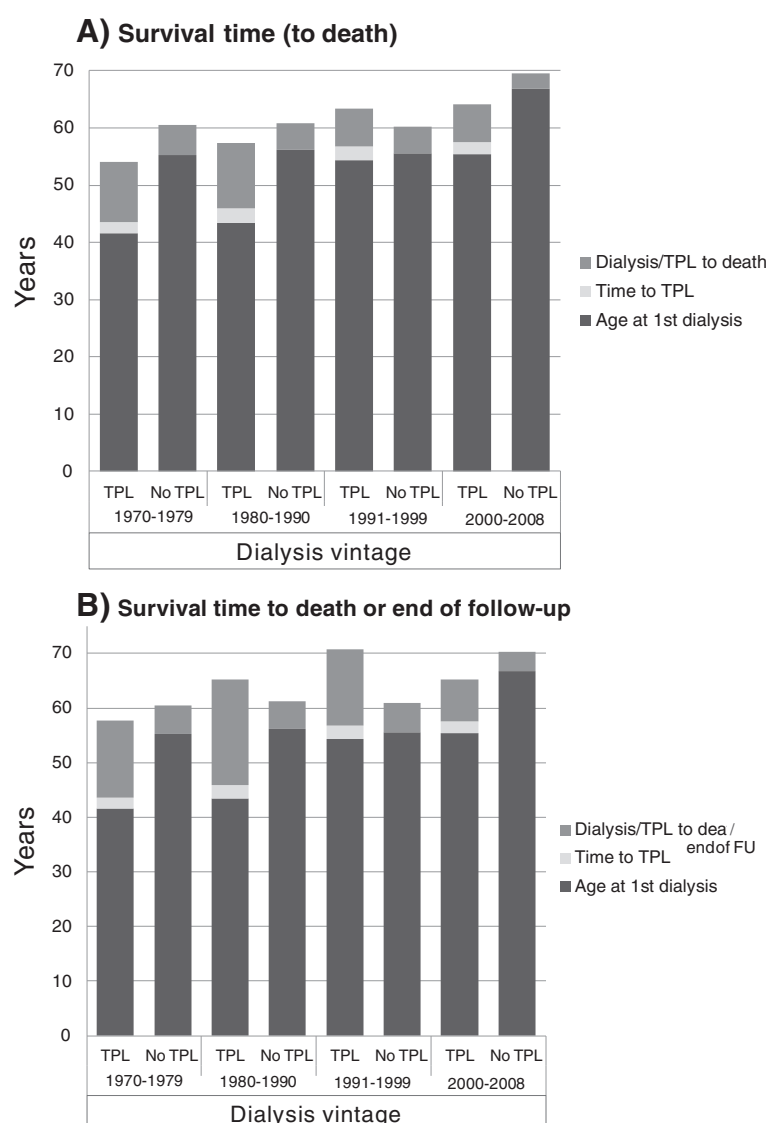 A) Survival time (to death)
70
60
50
40
30
20
10
0
Years
Dialysis/TPL to death
Time to TPL
Age at 1st dialysis
TPL No TPL TPL No TPL TPL No TPL TPL No TPL
1970-1979 1980-1990 1991-1999 2000-2008
Dialysis vintage
B) Survival time to death or end of follow-up
70
60
50
40
30
20
10
0
Years
Dialysis/TPL to dea /
endof FU
Time to TPL
Age at 1st dialysis
TPL No TPL TPL No TPL TPL No TPL TPL No TPL
1970-1979 1980-1990 1991-1999 2000-2008
Dialysis vintage